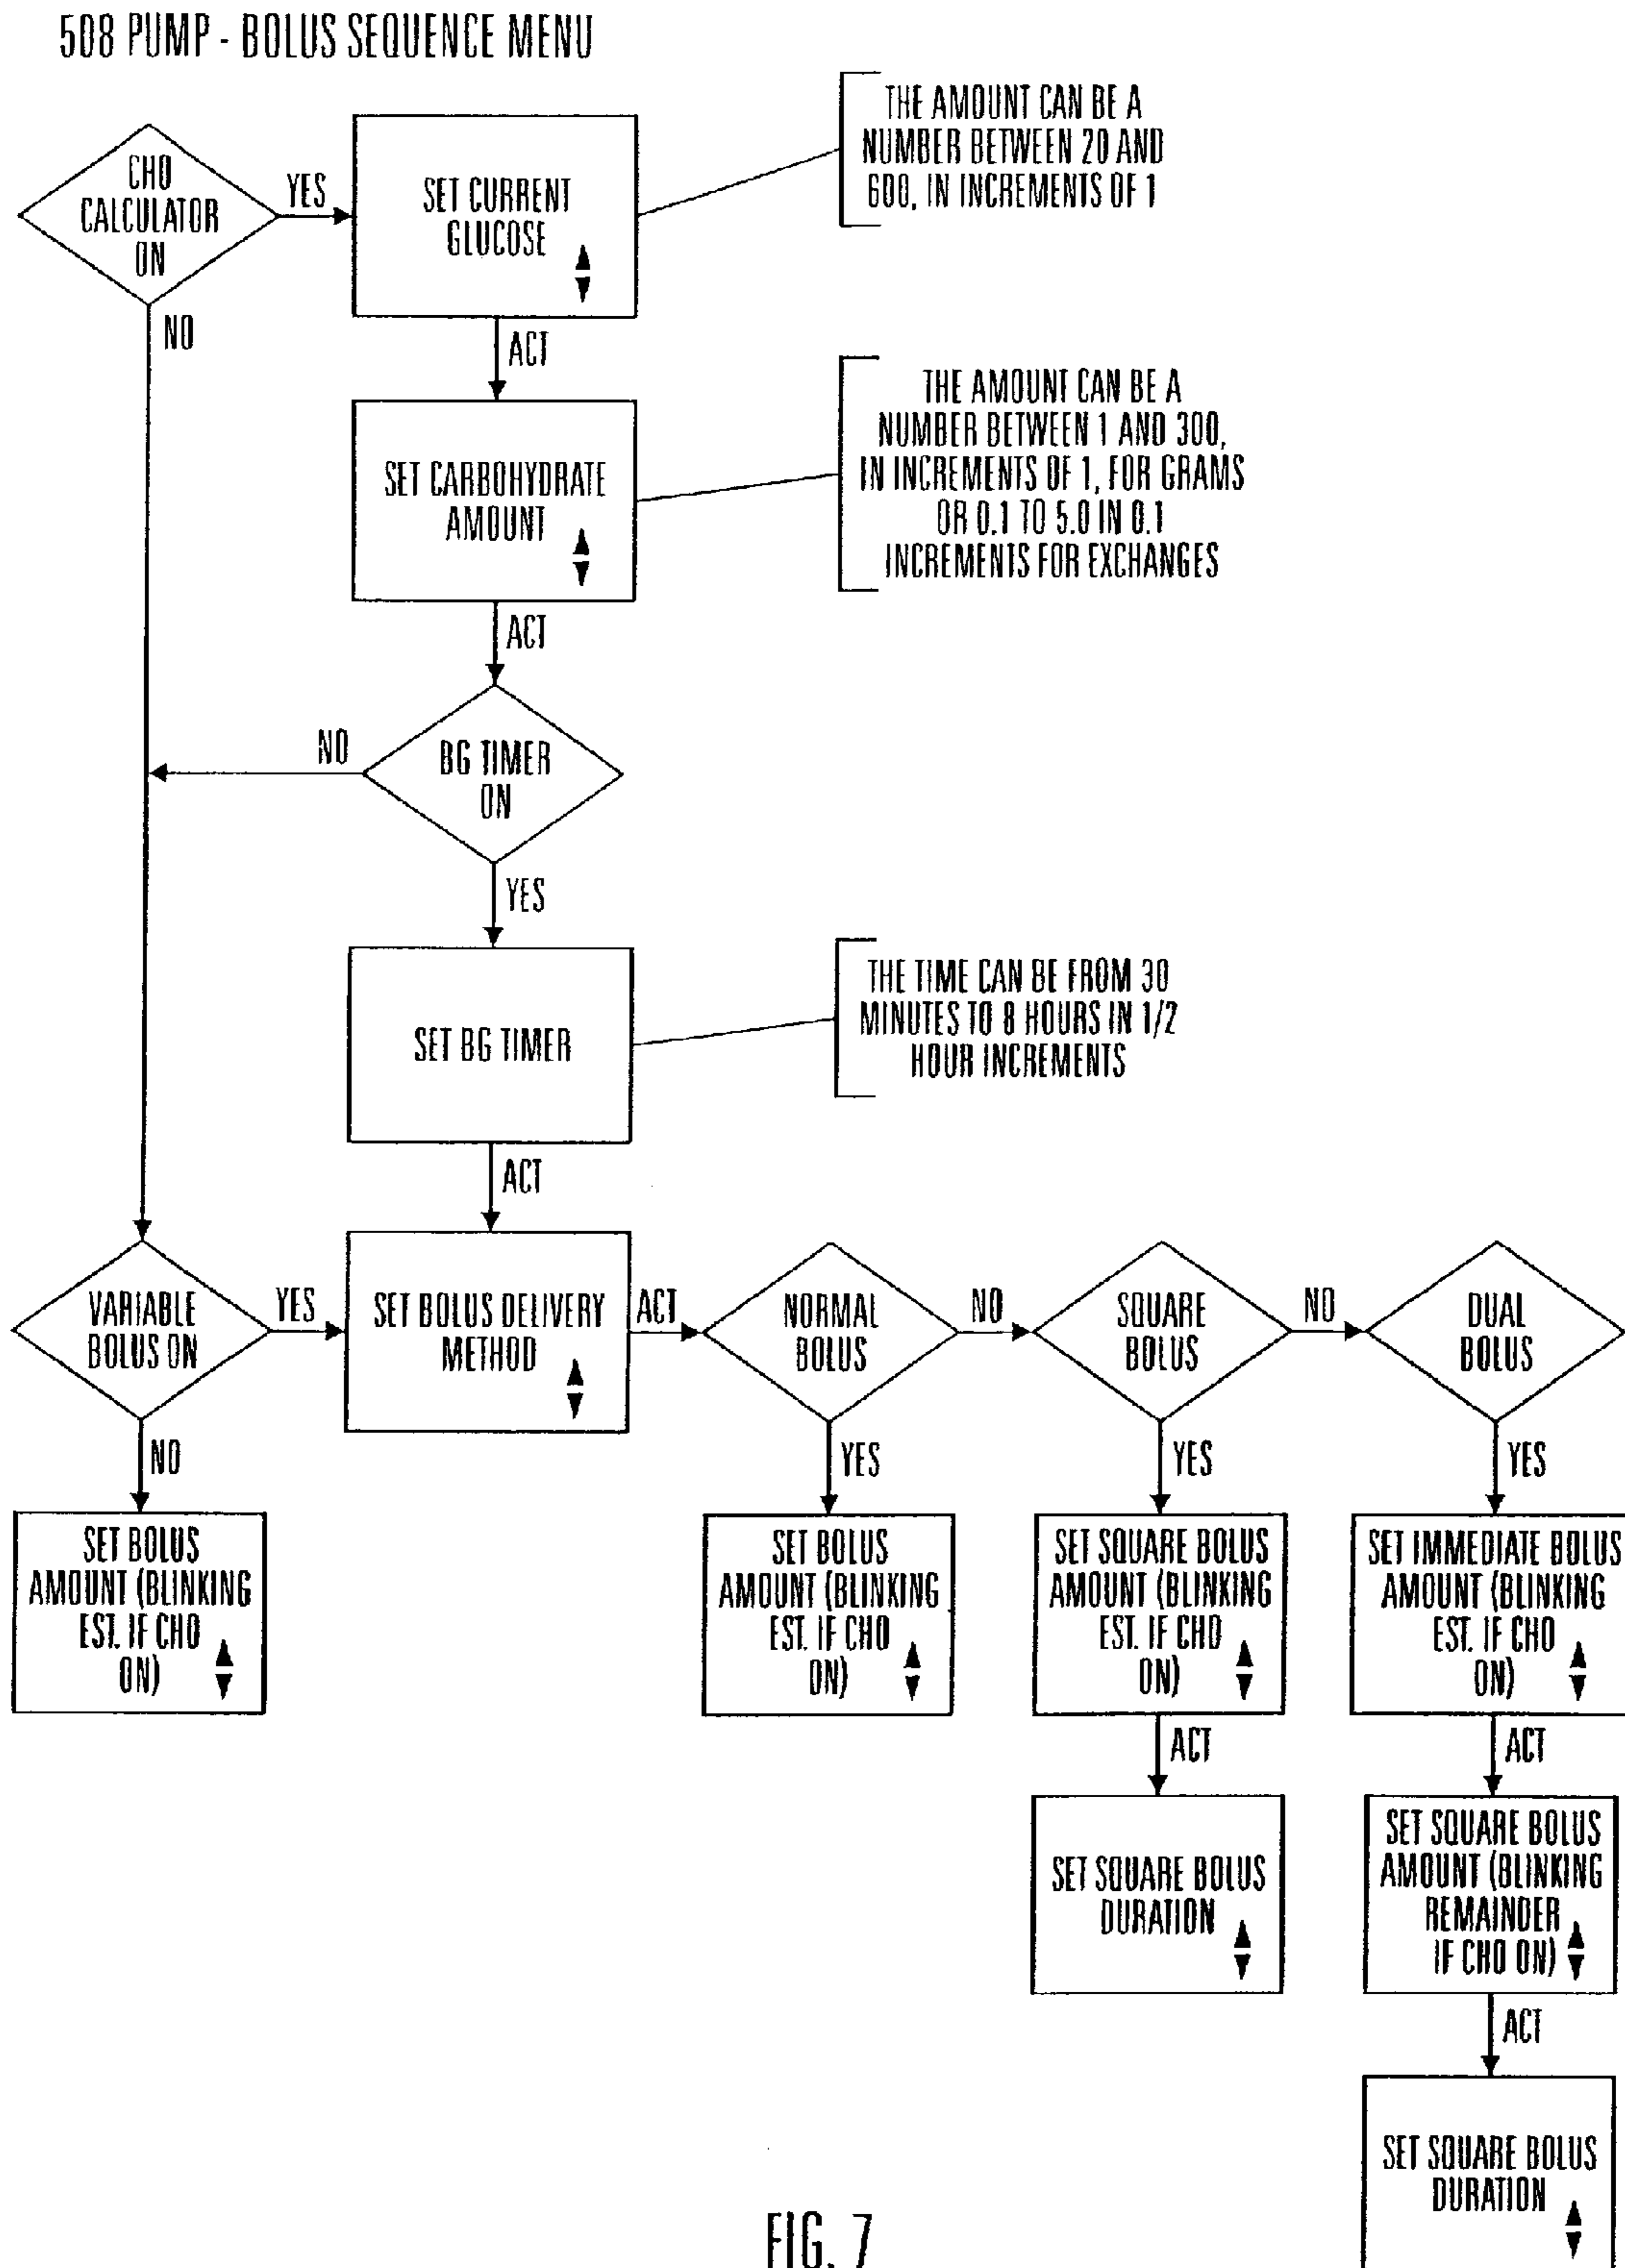 508 PUMP - BOLUS SEQUENCE MENU
CHO
CALCULATOR
ON
YES
NO
SET CURRENT
GLUCOSE
THE AMOUNT CAN BE A
NUMBER BETWEEN 20 AND
600, IN INCREMENTS OF 1
ACT
SET CARBOHYDRATE
AMOUNT
THE AMOUNT CAN BE A
NUMBER BETWEEN 1 AND 300,
IN INCREMENTS OF 1, FOR GRAMS
OR 0.1 TO 5.0 IN 0.1
INCREMENTS FOR EXCHANGES
ACT
BG TIMER
ON
NO
YES
SET BG TIMER
THE TIME CAN BE FROM 30
MINUTES TO 8 HOURS IN 1/2
HOUR INCREMENTS
ACT
VARIABLE
BOLUS ON
YES
SET BOLUS DELIVERY
METHOD
ACT
NORMAL
BOLUS
NO
SQUARE
BOLUS
NO
DUAL
BOLUS
NO
YES
YES
YES
SET BOLUS
AMOUNT (BLINKING
EST. IF CHO
ON)
SET BOLUS
AMOUNT (BLINKING
EST. IF CHO
ON)
SET SQUARE BOLUS
AMOUNT (BLINKING
EST. IF CHO
ON)
SET IMMEDIATE BOLUS
AMOUNT (BLINKING
EST. IF CHO
ON)
ACT
ACT
SET SQUARE BOLUS
DURATION
SET SQUARE BOLUS
AMOUNT (BLINKING
REMAINDER
IF CHO ON)
ACT
SET SQUARE BOLUS
DURATION
FIG. 7